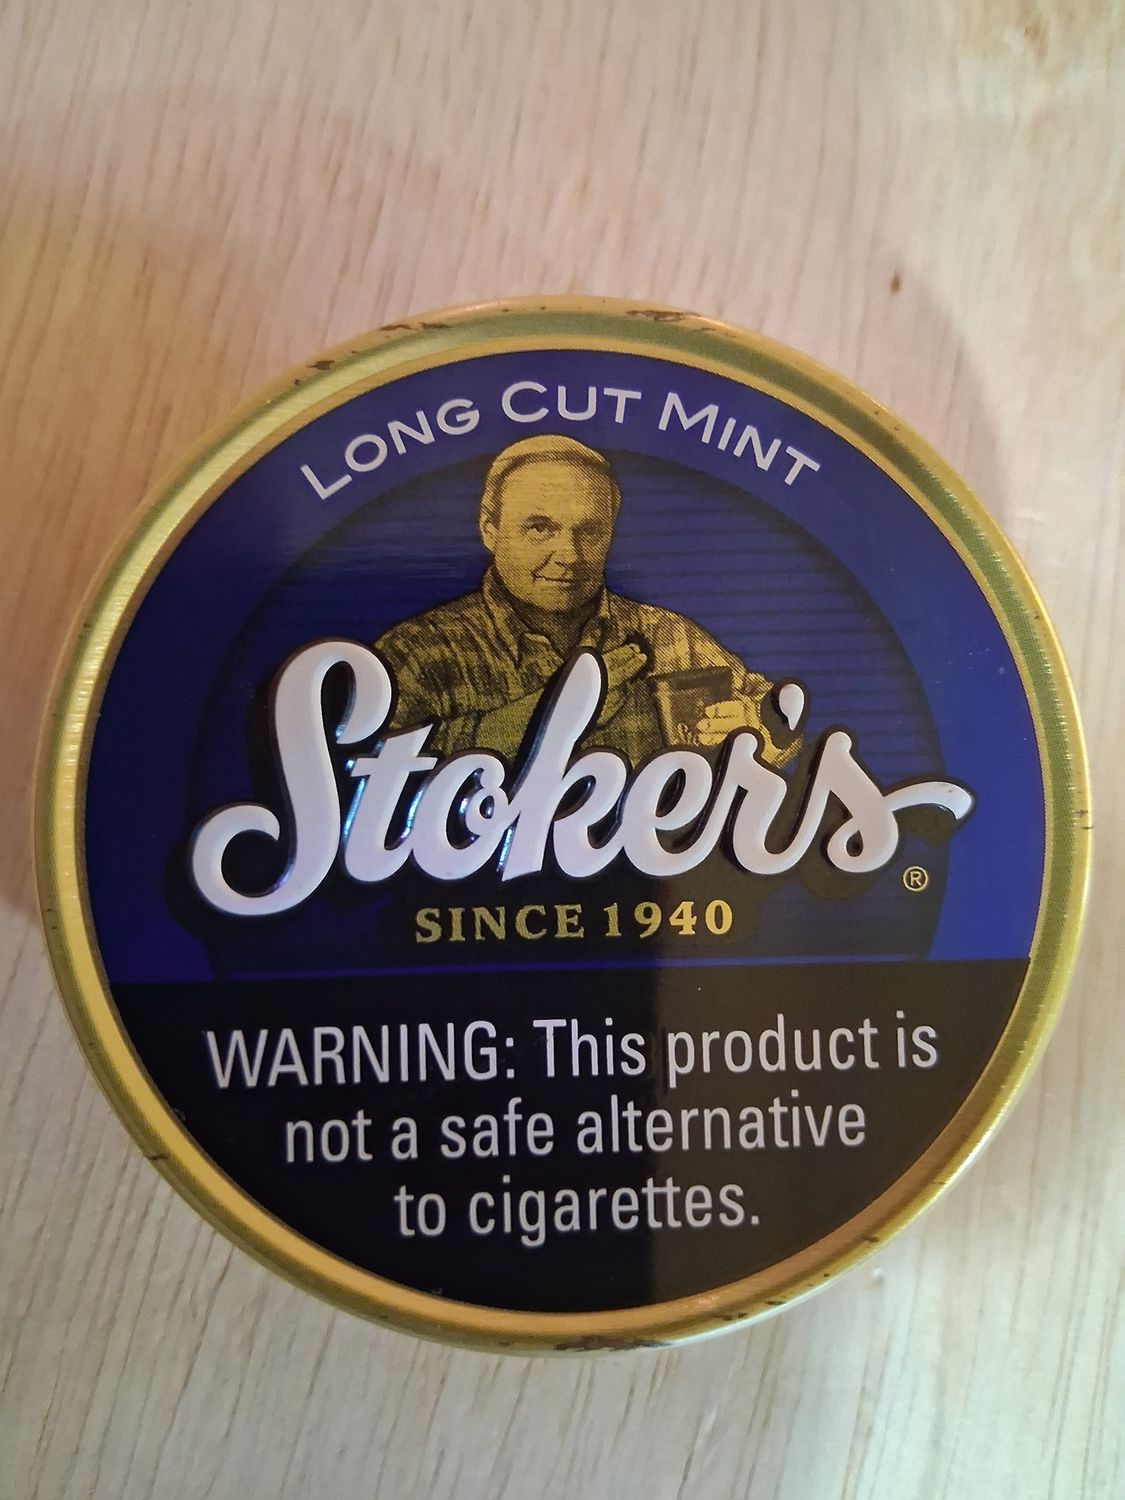 LONG CUT MINT
Stoker's®
SINCE 1940
WARNING: This product is
not a safe alternative
to cigarettes.